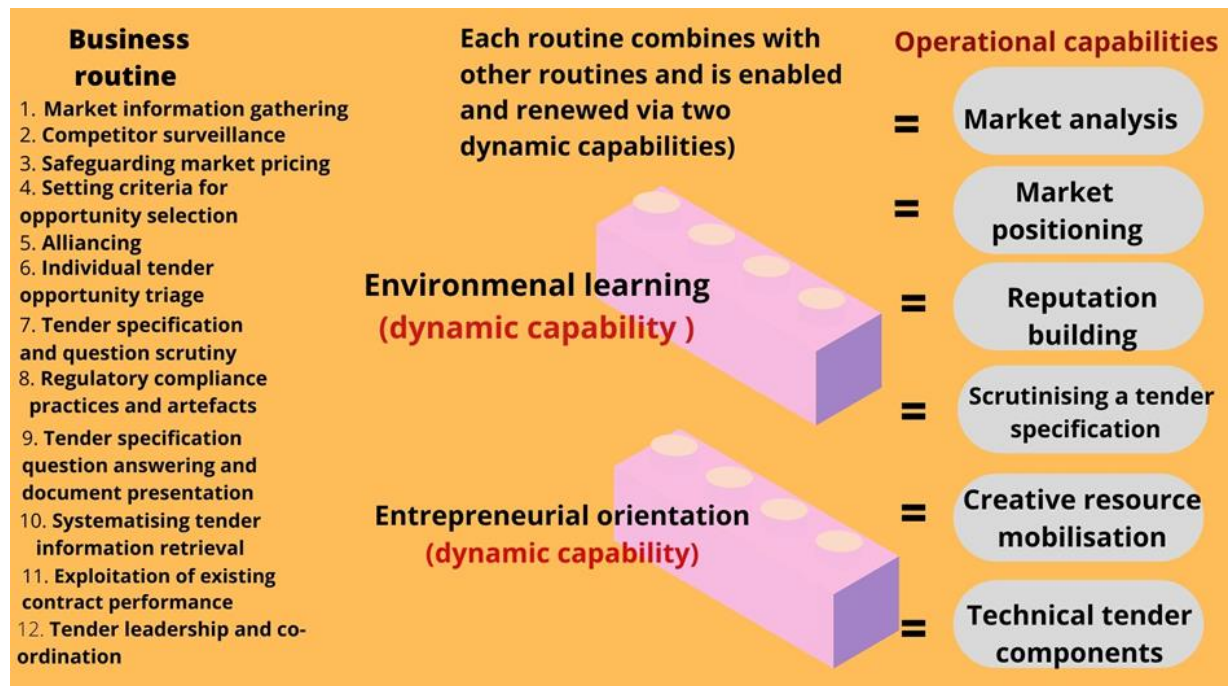 Business
routine
1. Market information gathering
2. Competitor surveillance
3. Safeguarding market pricing
4. Setting criteria for
opportunity selection
5. Alliancing
6. Individual tender
opportunity triage
7. Tender specification
and question scrutiny
8. Regulatory compliance
practices and artefacts
9. Tender specification
question answering and
document presentation
10. Systematising tender
information retrieval
11. Exploitation of existing
contract performance
12. Tender leadership and co-
ordination
Each routine combines with
other routines and is enabled
and renewed via two
dynamic capabilities)
Environmenal learning
(dynamic capability )
Entrepreneurial orientation
(dynamic capability)
Operational capabilities
= Market analysis
= Market
positioning
= Reputation
building
= Scrutinising a tender
specification
= Creative resource
mobilisation
= Technical tender
components